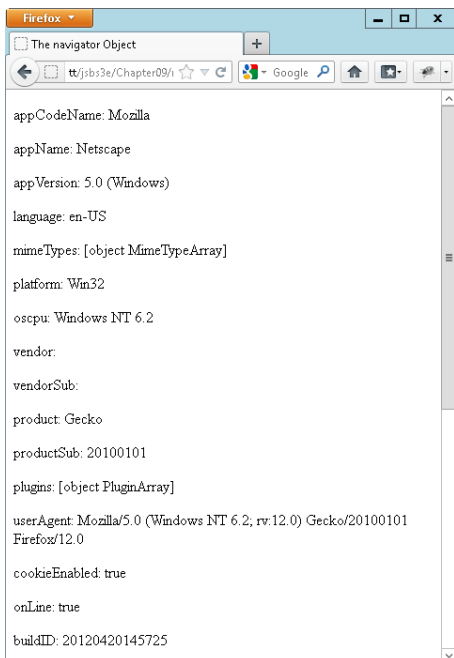 Firefox
The navigator Object
tt/jsbs3e/Chapter09/
Google
appCodeName: Mozilla
appName: Netscape
appVersion: 5.0 (Windows)
language: en-US
mimeTypes: [object MimeTypeArray]
platform: Win32
oscpu: Windows NT 6.2
vendor:
vendorSub:
product: Gecko
productSub: 20100101
plugins: [object PluginArray]
userAgent: Mozilla/5.0 (Windows NT 6.2; rv:12.0) Gecko/20100101
Firefox/12.0
cookieEnabled: true
onLine: true
buildID: 20120420145725